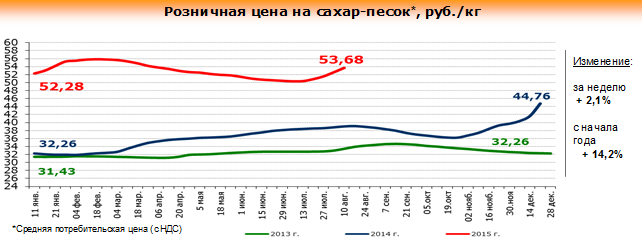 Розничная цена на сахар-песок*, руб./кг
60
58
56
54
52
50
48
46
44
42
40
38
36
34
32
30
28
26
24
52,28
53,68
44,76
32,26
32,26
31,43
11 янв.
21 янв.
04 фев.
18 фев.
04 мар.
18 мар.
06 апр.
20 апр.
5 мая
18 мая
1 июн.
15 июн.
29 июн.
13 июл.
27 июл.
10 авг.
24 авг.
7 сен.
21 сен.
05.окт
19.окт
02 нояб.
16 нояб.
30.ноя
14.дек
28 дек.
*Средняя потребительская цена (с НДС)
2013 г.
2014 г.
2015 г.
Изменение:
за неделю
+ 2,1%
с начала
года
+ 14,2%